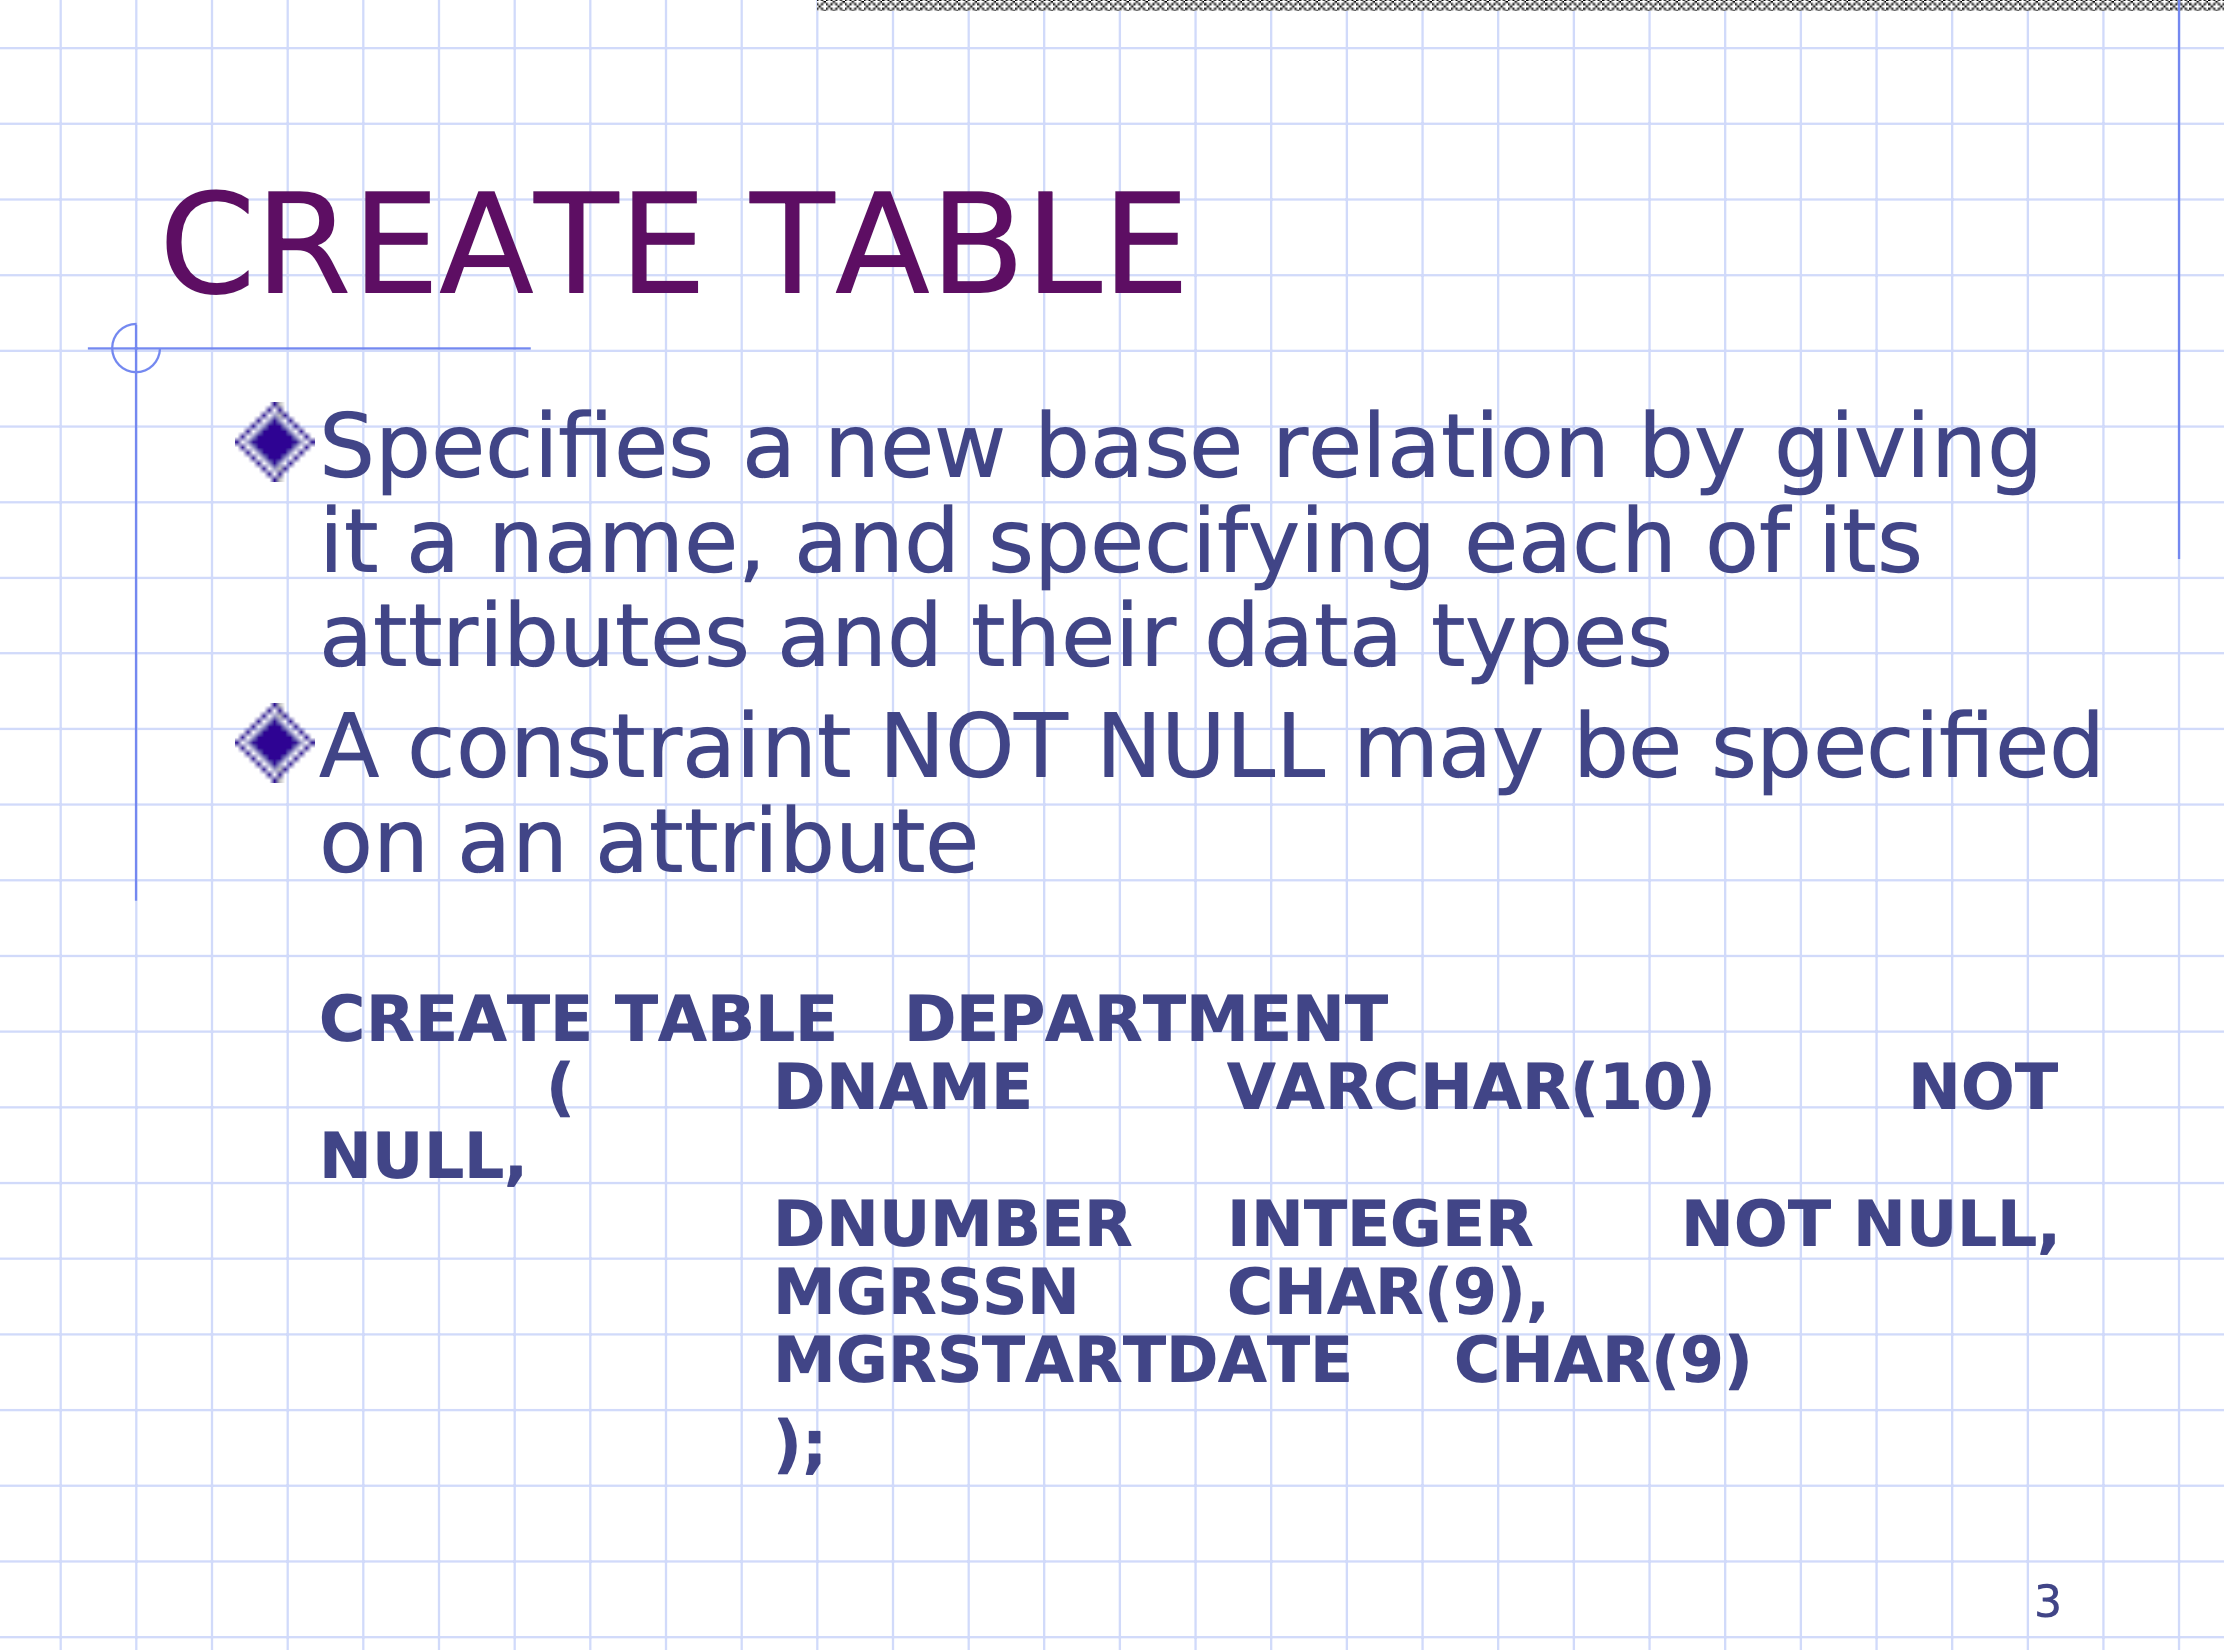 CREATE TABLE
Specifies a new base relation by giving
it a name, and specifying each of its
attributes and their data types
A constraint NOT NULL may be specified
on an attribute
CREATE TABLE DEPARTMENT
( DNAME VARCHAR(10) NOT
NULL,
DNUMBER INTEGER NOT NULL,
MGRSSN CHAR(9),
MGRSTARTDATE CHAR(9)
);
3